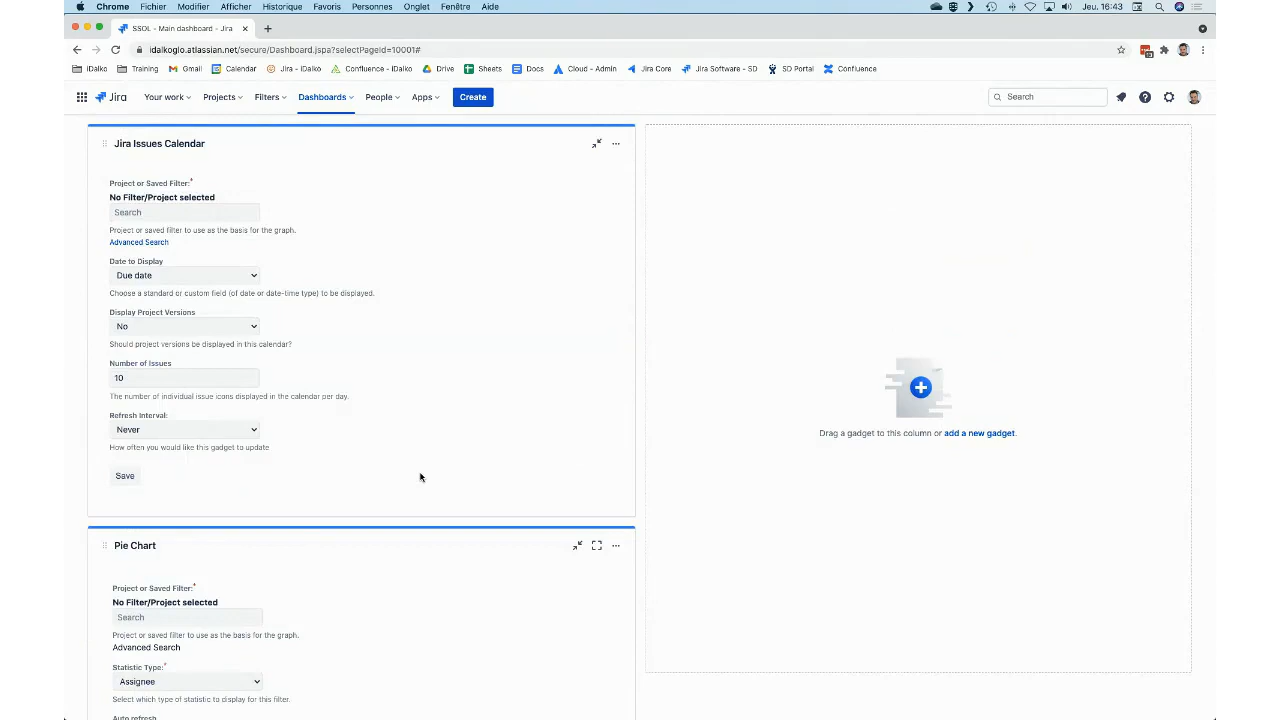 Chrome Fichier Modifier Afficher Historique Favoris Personnes Onglet Fenêtre Aide Jeu. 16:43
SSOL - Main dashboard - Jira
idalkoglo.atlassian.net/secure/Dashboard.jspa?selectPageId=10001#
iDalko Training Gmail Calendar Jira - iDalko Confluence - iDalko Drive Sheets Docs Cloud - Admin Jira Core Jira Software - SD SD Portal Confluence
Jira Your work Projects Filters Dashboards People Apps Create Search
Jira Issues Calendar
Project or Saved Filter:*
No Filter/Project selected
Search
Project or saved filter to use as the basis for the graph.
Advanced Search
Date to Display
Due date
Choose a standard or custom field (of date or date-time type) to be displayed.
Display Project Versions
No
Should project versions be displayed in this calendar?
Number of Issues
10
The number of individual issue icons displayed in the calendar per day.
Refresh Interval:
Never
How often you would like this gadget to update
Save
Drag a gadget to this column or add a new gadget.
Pie Chart
Project or Saved Filter:*
No Filter/Project selected
Search
Project or saved filter to use as the basis for the graph.
Advanced Search
Statistic Type:*
Assignee
Select which type of statistic to display for this filter.
Auto refresh